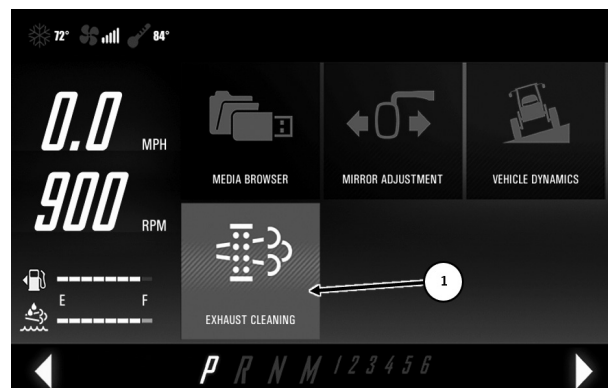 72° 84°
0.0 MPH
900 RPM
E F
MEDIA BROWSER MIRROR ADJUSTMENT VEHICLE DYNAMICS
EXHAUST CLEANING
1
P R N M 1 2 3 4 5 6